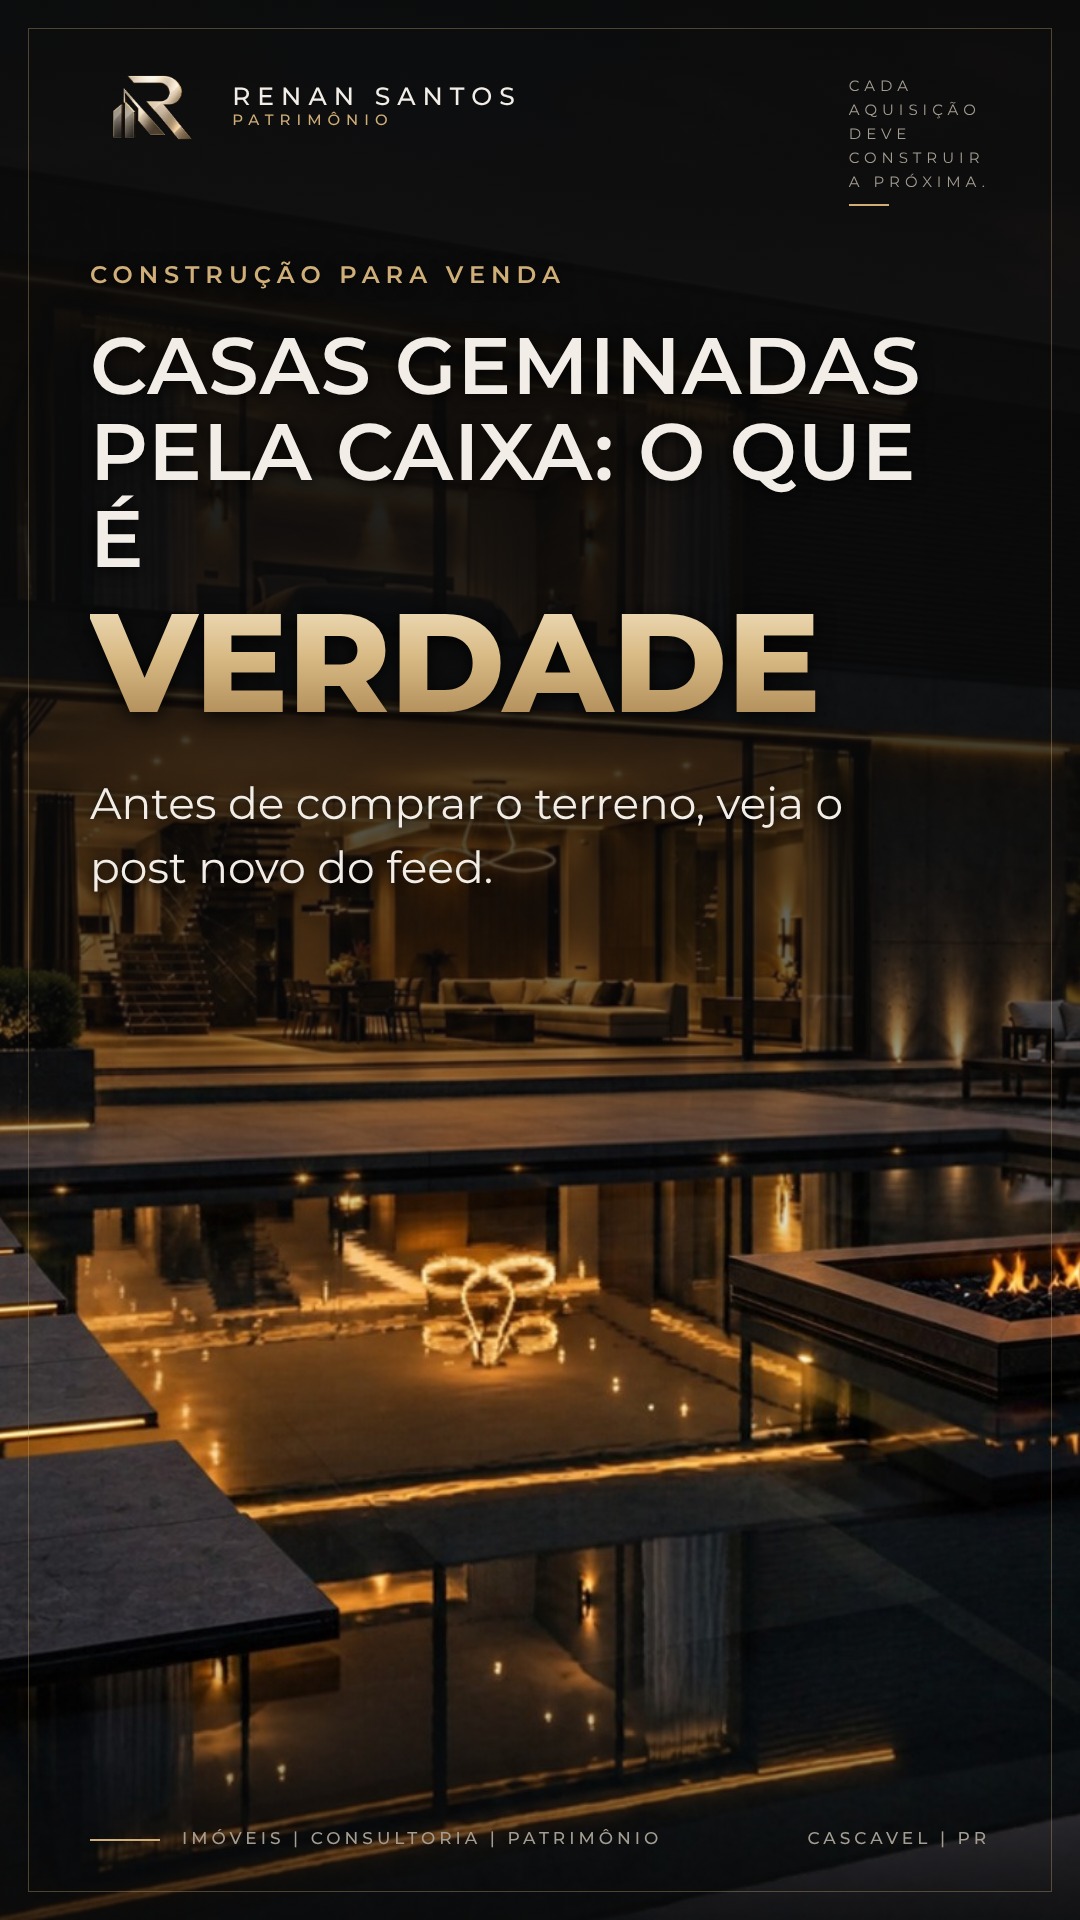 RENAN SANTOS
PATRIMÔNIO
CADA
AQUISIÇÃO
DEVE
CONSTRUIR
A PRÓXIMA.
CONSTRUÇÃO PARA VENDA
CASAS GEMINADAS
PELA CAIXA: O QUE
É
VERDADE
Antes de comprar o terreno, veja o
post novo do feed.
IMÓVEIS | CONSULTORIA | PATRIMÔNIO
CASCAVEL | PR